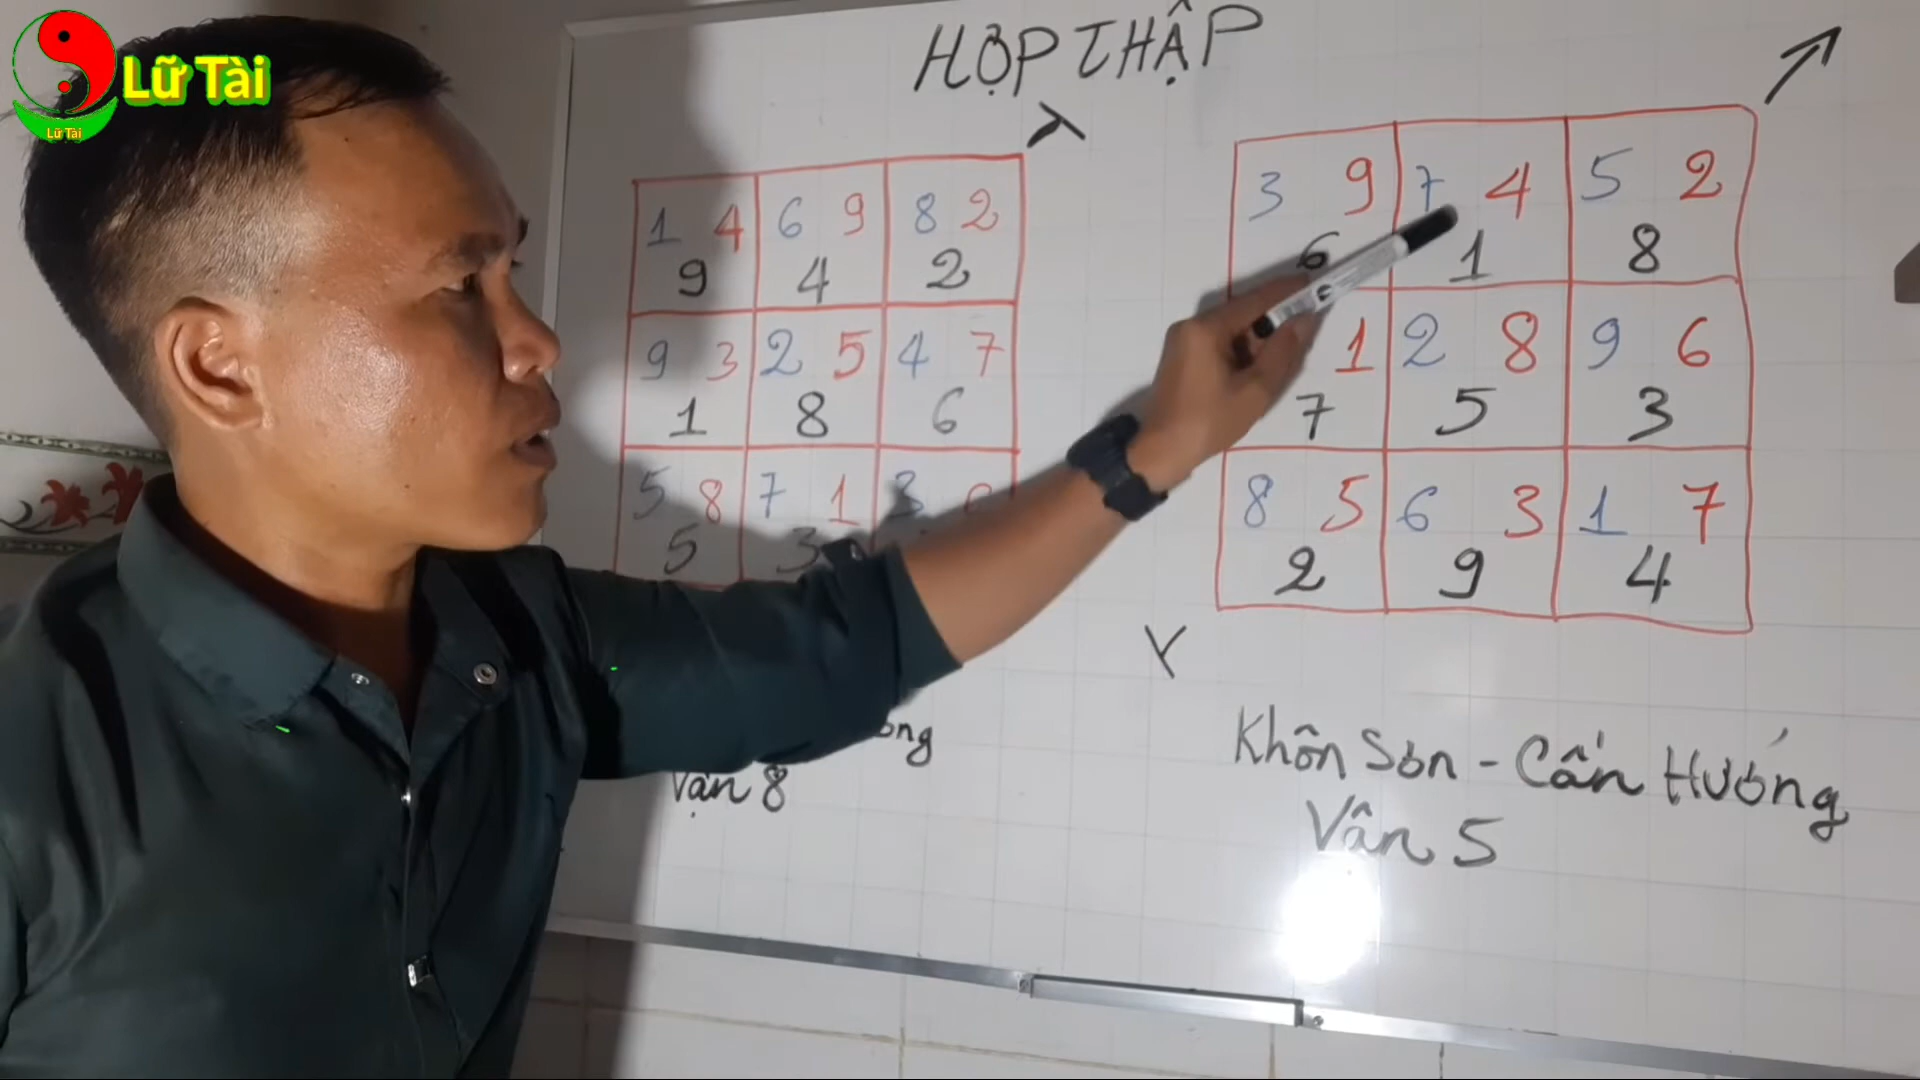 Lữ Tài
Lữ Tài
HỢP THẬP
1 4 6 9 8 2
9 4 2
9 3 2 5 4 7
1 8 6
5 8 7 1 3
5 3
Vận 8
3 9 7 4 5 2
6 1 8
1 2 8 9 6
7 5 3
8 5 6 3 1 7
2 9 4
Khôn Sơn - Cấn Hướng
Vận 5